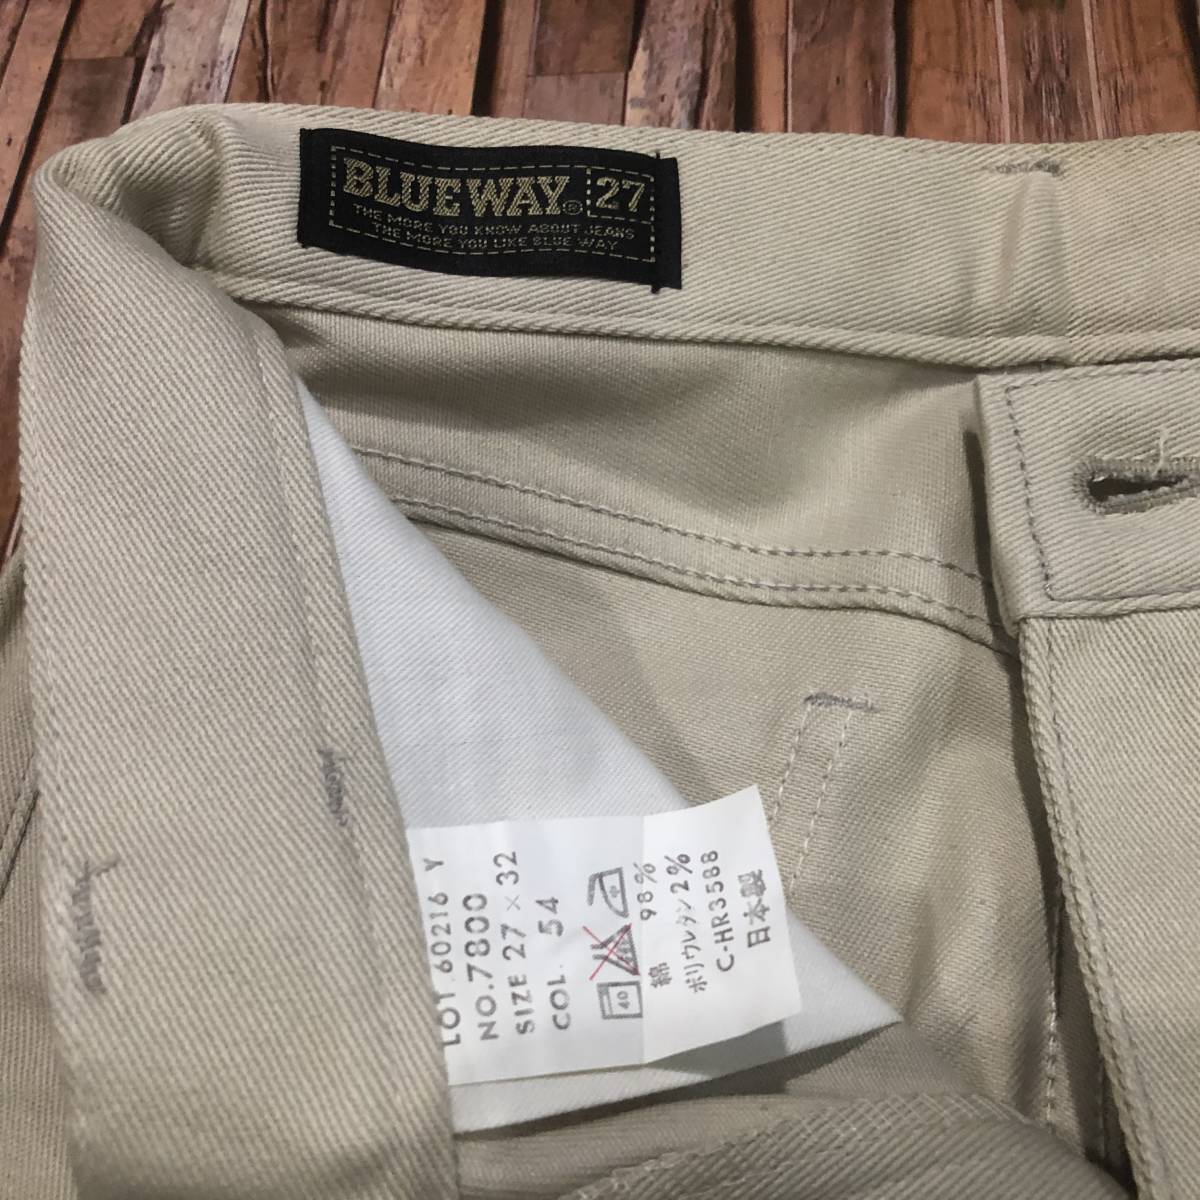 BLUE WAY® 27
THE MORE YOU KNOW ABOUT JEANS
THE MORE YOU LIKE BLUE WAY
LOT.60216 Y
NO.7800
SIZE 27 × 32
COL. 54
40
綿 98%
ポリウレタン2%
C-HR3588
日本製